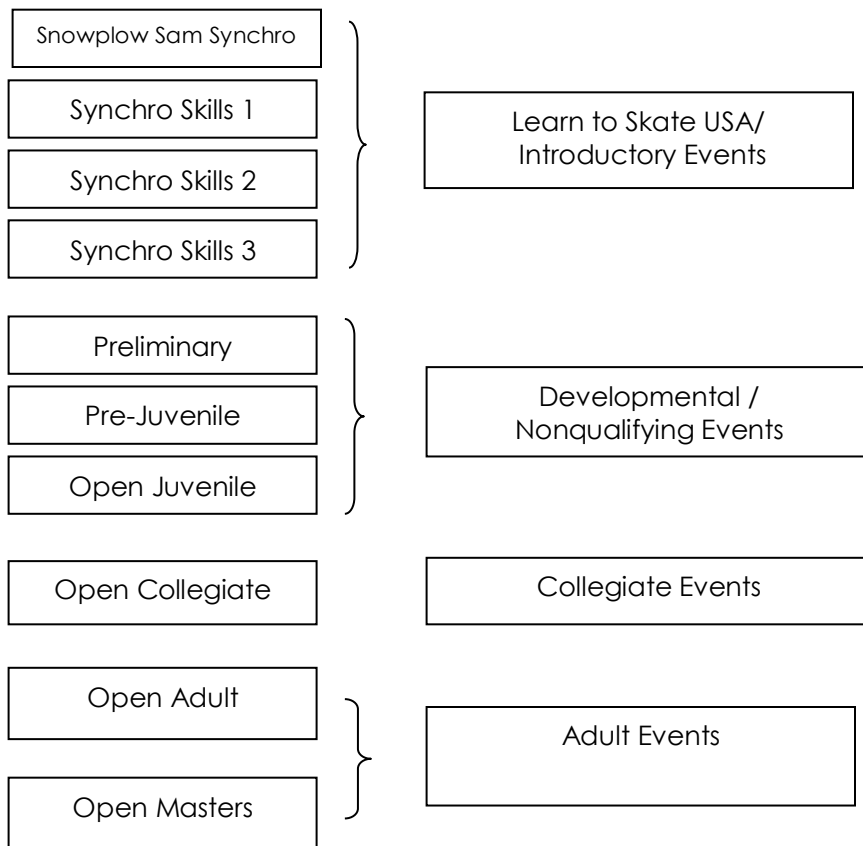 Snowplow Sam Synchro
Synchro Skills 1
Synchro Skills 2
Synchro Skills 3
Learn to Skate USA/
Introductory Events
Preliminary
Pre-Juvenile
Open Juvenile
Developmental /
Nonqualifying Events
Open Collegiate
Collegiate Events
Open Adult
Open Masters
Adult Events